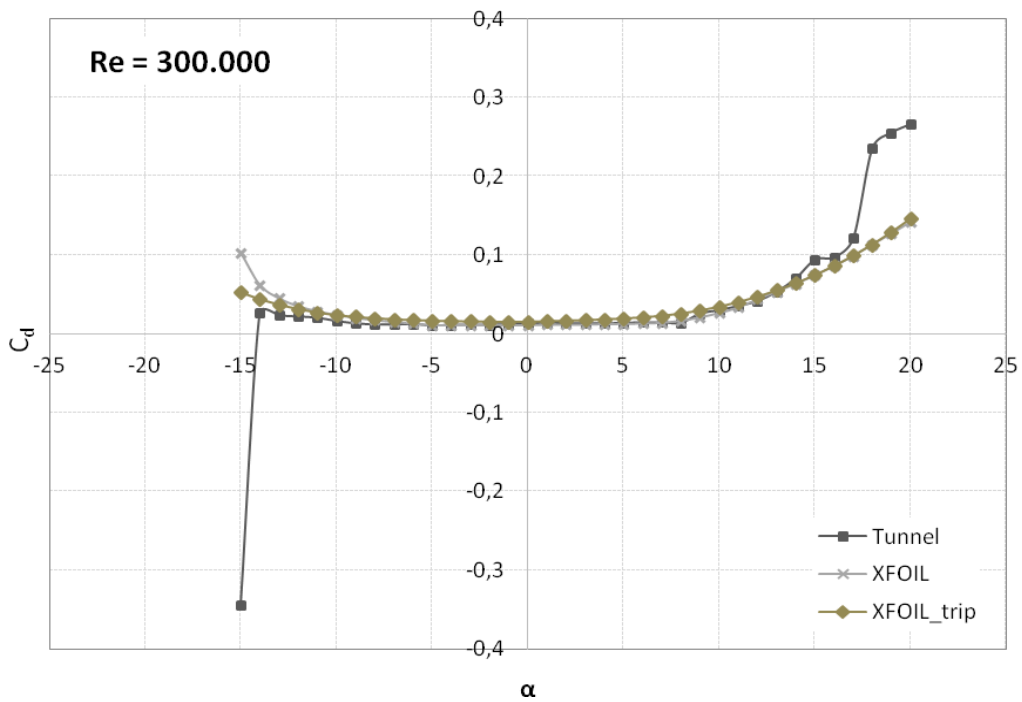 0,4
Re = 300.000
0,3
0,2
0,1
0
C_d
-25 -20 -15 -10 -5 0 5 10 15 20 25
-0,1
-0,2
-0,3
-0,4
Tunnel
XFOIL
XFOIL_trip
α